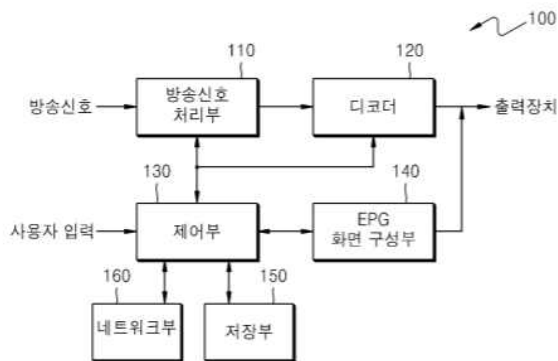 100
110
120
방송신호
방송신호
처리부
디코더
출력장치
130
140
사용자 입력
제어부
EPG
화면 구성부
160
150
네트워크부
저장부